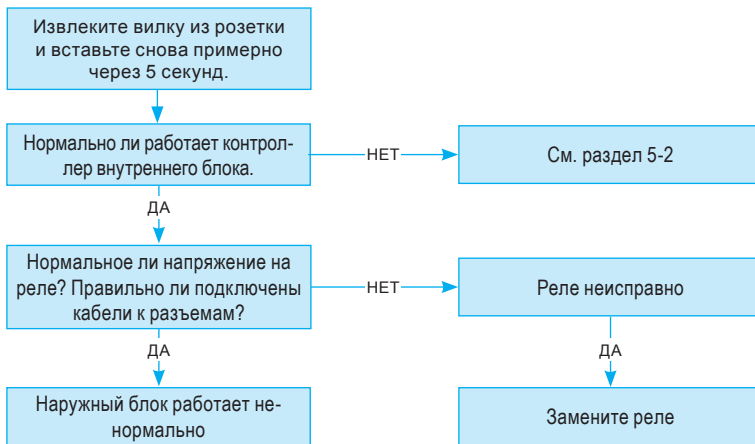 Извлеките вилку из розетки
и вставьте снова примерно
через 5 секунд.
Нормально ли работает контрол-
лер внутреннего блока.
НЕТ
См. раздел 5-2
ДА
Нормальное ли напряжение на
реле? Правильно ли подключены
кабели к разъемам?
НЕТ
Реле неисправно
ДА
ДА
Наружный блок работает не-
нормально
Замените реле